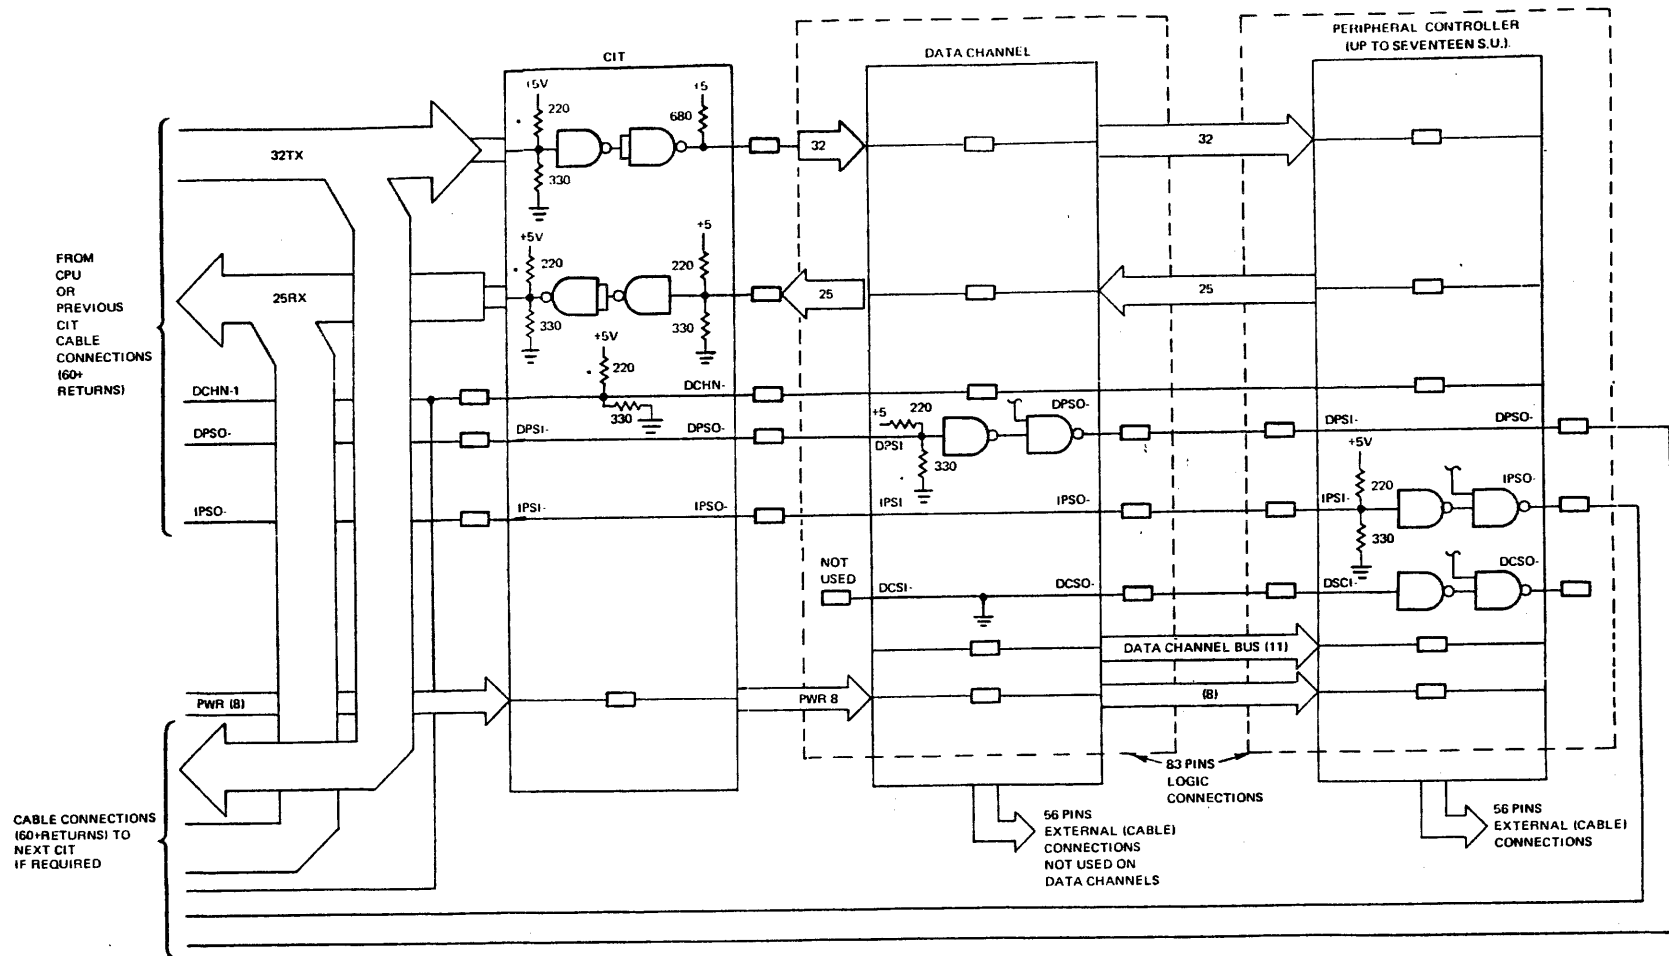 PERIPHERAL CONTROLLER
(UP TO SEVENTEEN S.U.)
CIT
DATA CHANNEL
+5V
220
+5
680
330
32TX
32
32
+5V
220
+5
220
330
330
25RX
25
25
FROM
CPU
OR
PREVIOUS
CIT
CABLE
CONNECTIONS
(60+
RETURNS)
+5V
220
330
DCHN-1
DCHN-
DPSO-
DPSI-
DPSO-
+5
220
DPSI
330
DPSO-
DPSI-
+5V
220
330
IPSO-
IPSI-
IPSO-
IPSI
IPSO-
IPSI-
IPSO-
NOT
USED
DCSI-
DCSO-
DSCI-
DCSO-
DATA CHANNEL BUS (11)
PWR (8)
PWR 8
(8)
83 PINS
LOGIC
CONNECTIONS
CABLE CONNECTIONS
(60+RETURNS) TO
NEXT CIT
IF REQUIRED
56 PINS
EXTERNAL (CABLE)
CONNECTIONS
NOT USED ON
DATA CHANNELS
56 PINS
EXTERNAL (CABLE)
CONNECTIONS